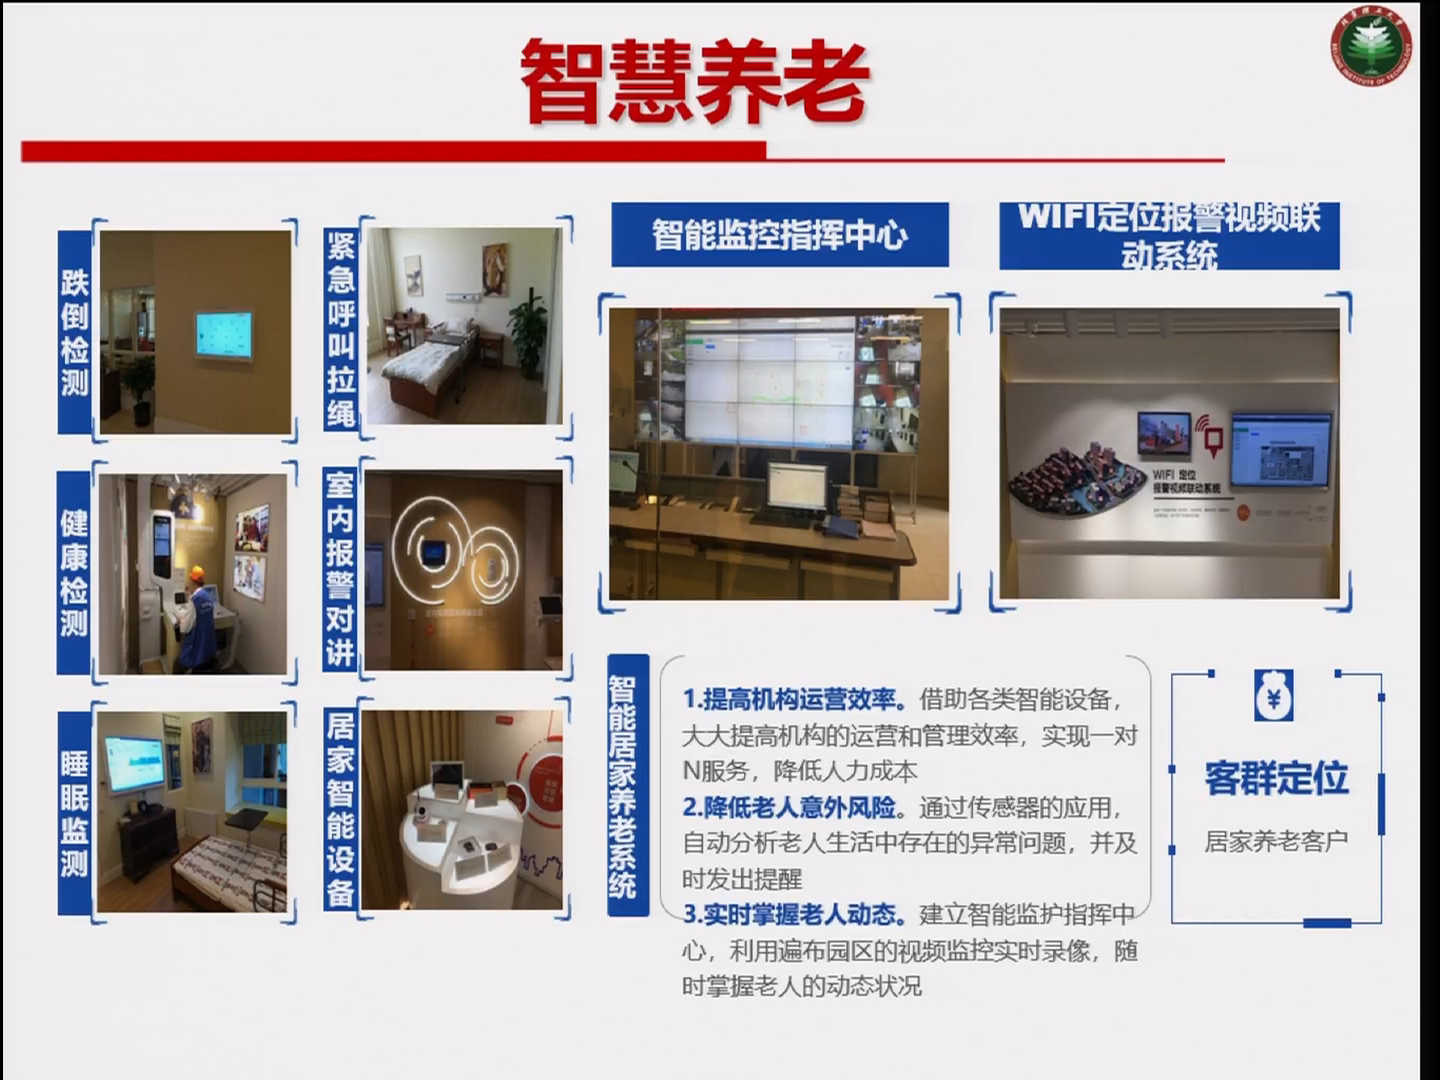 智慧养老
跌倒检测
紧急呼叫拉绳
健康检测
室内报警对讲
睡眠监测
居家智能设备
智能监控指挥中心
WIFI定位报警视频联
动系统
WIFI 定位
报警视频联动系统
智能居家养老系统
1.提高机构运营效率。借助各类智能设备，
大大提高机构的运营和管理效率，实现一对
N服务，降低人力成本
2.降低老人意外风险。通过传感器的应用，
自动分析老人生活中存在的异常问题，并及
时发出提醒
3.实时掌握老人动态。建立智能监护指挥中
心，利用遍布园区的视频监控实时录像，随
时掌握老人的动态状况
¥
客群定位
居家养老客户